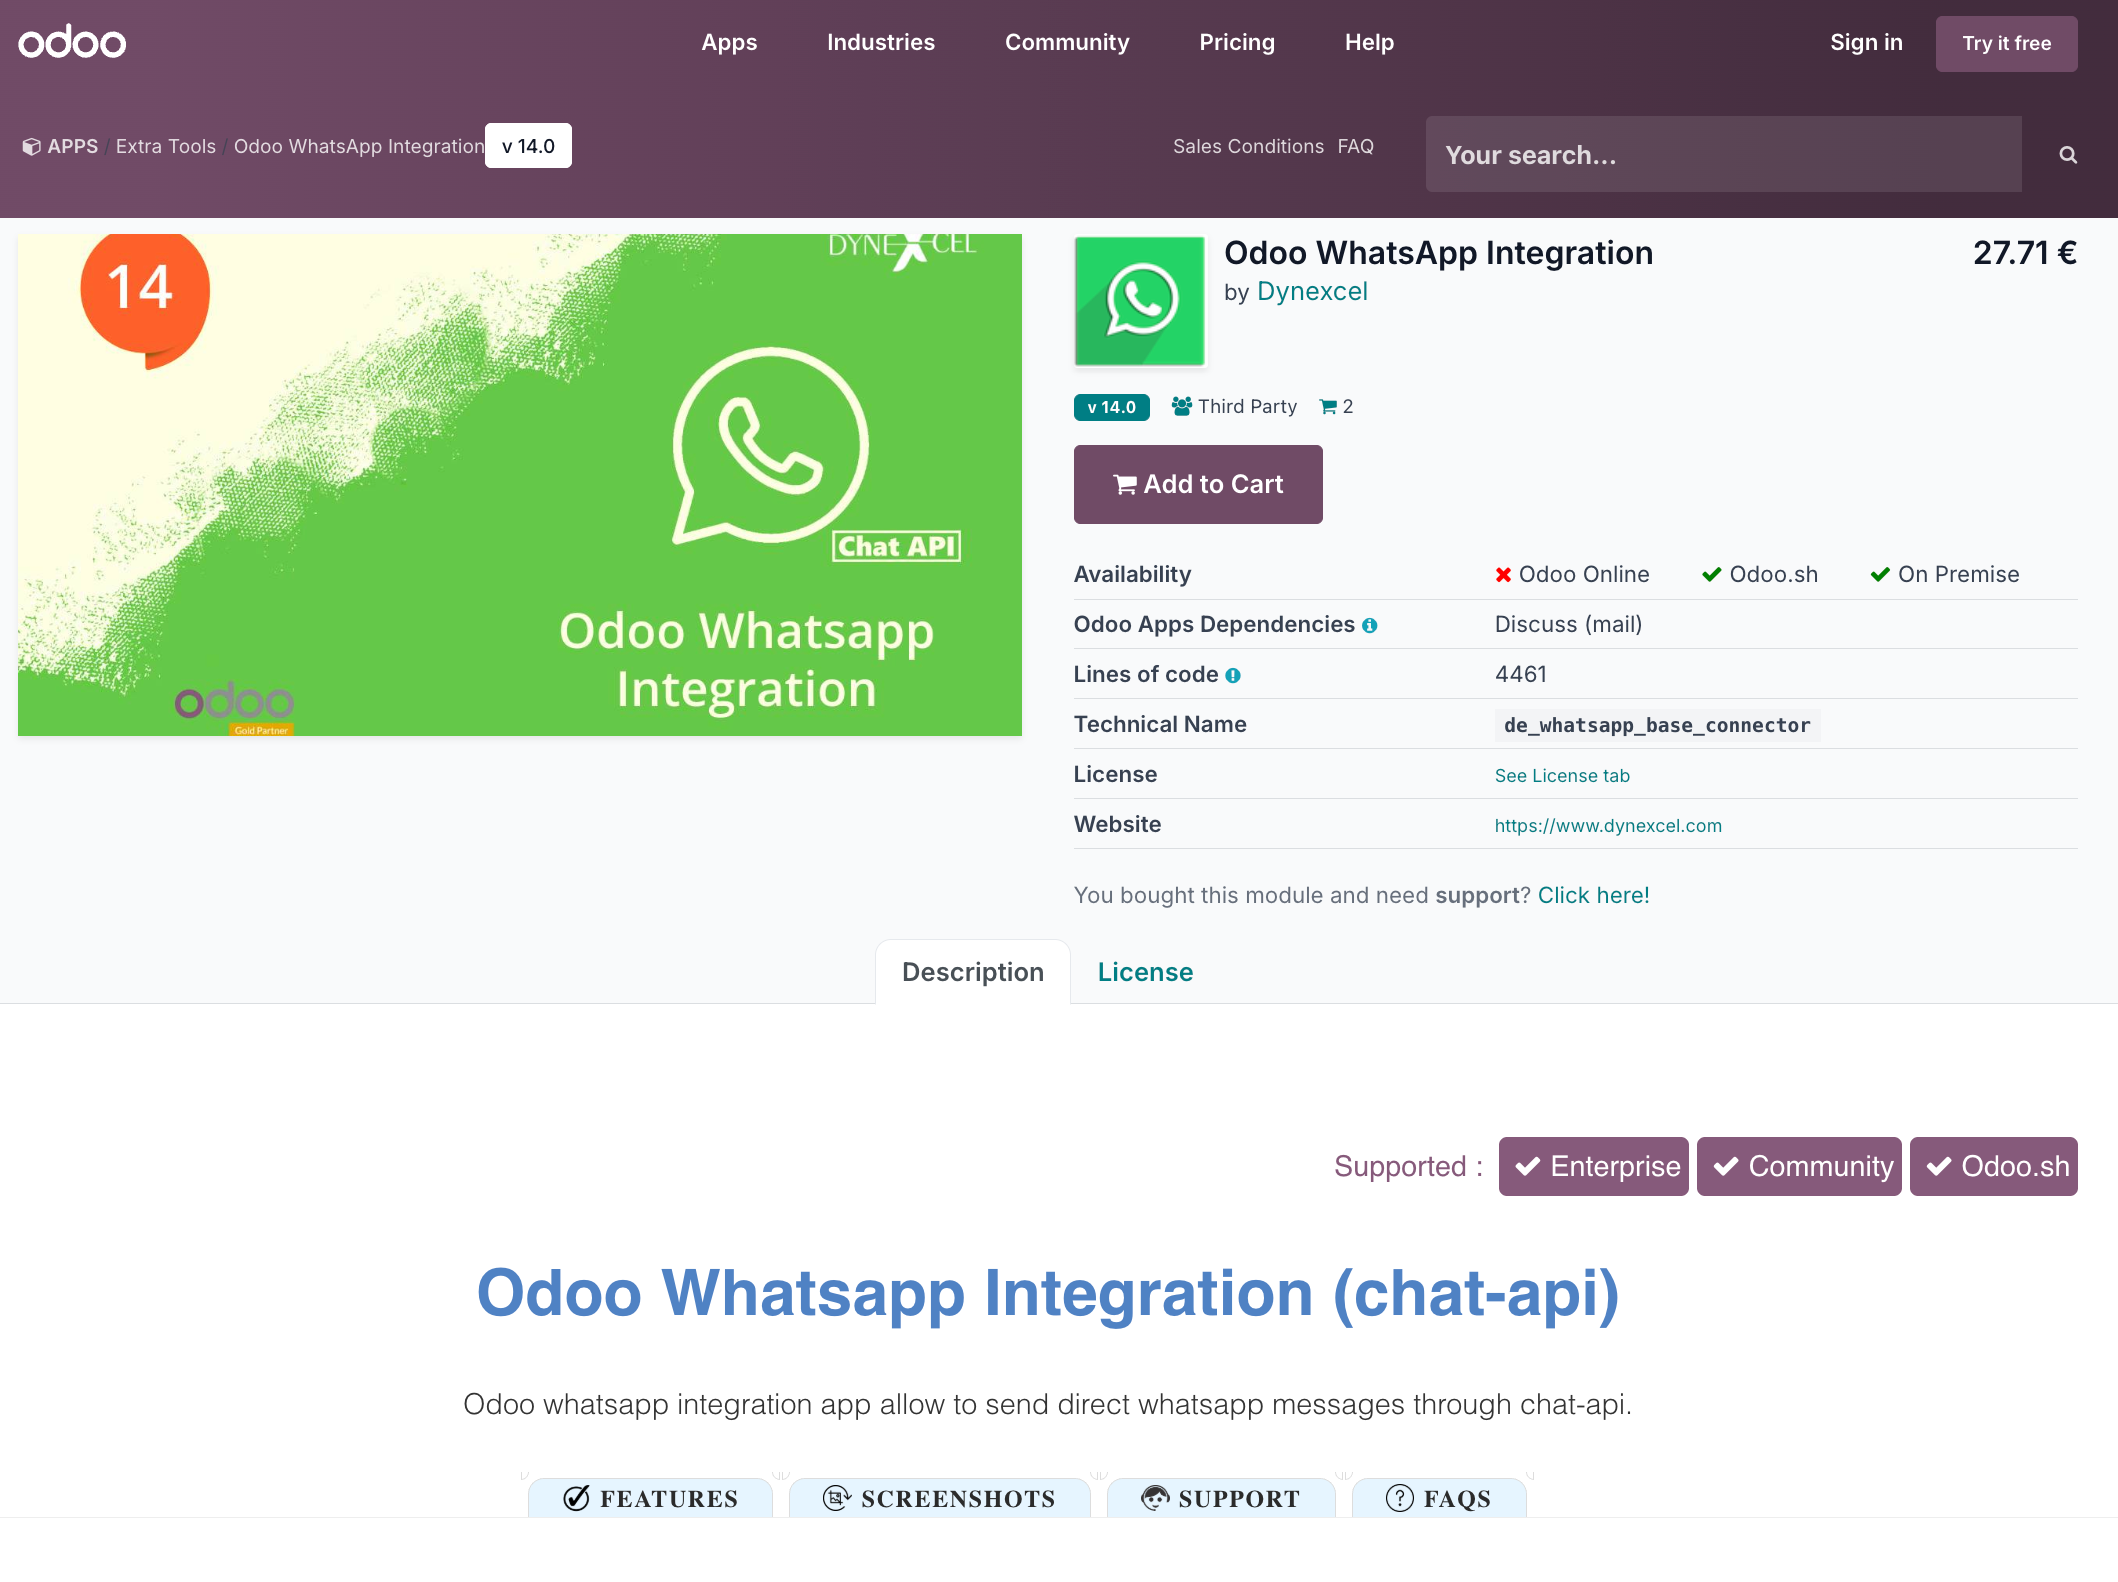 odoo
Apps Industries Community Pricing Help Sign in Try it free
APPS / Extra Tools / Odoo WhatsApp Integration v 14.0 Sales Conditions FAQ Your search...
14
DYNEXCEL
Chat API
Odoo Whatsapp
Integration
odoo
Gold Partner
Odoo WhatsApp Integration 27.71 €
by Dynexcel
v 14.0 Third Party 2
Add to Cart
Availability Odoo Online Odoo.sh On Premise
Odoo Apps Dependencies Discuss (mail)
Lines of code 4461
Technical Name de_whatsapp_base_connector
License See License tab
Website https://www.dynexcel.com
You bought this module and need support? Click here!
Description License
Supported : Enterprise Community Odoo.sh
Odoo Whatsapp Integration (chat-api)
Odoo whatsapp integration app allow to send direct whatsapp messages through chat-api.
FEATURES SCREENSHOTS SUPPORT FAQS